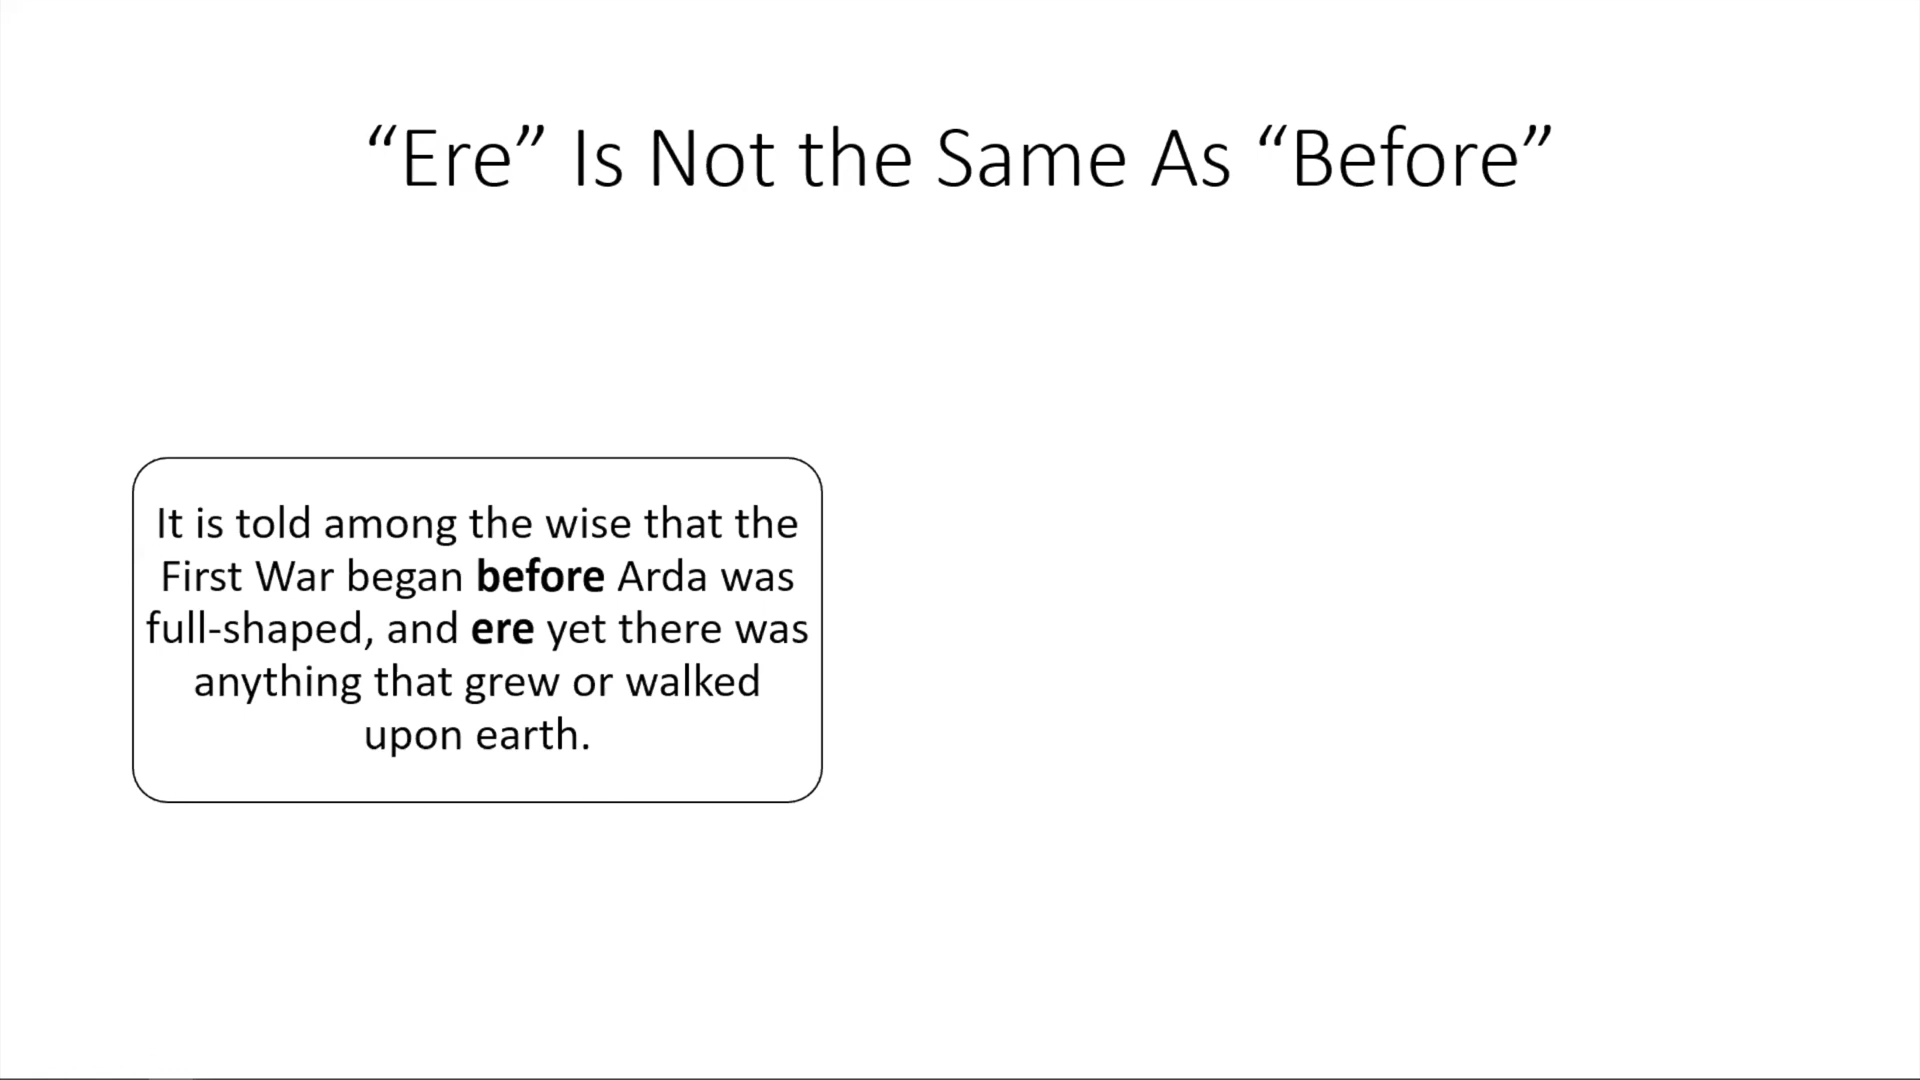 “Ere” Is Not the Same As “Before”
It is told among the wise that the
First War began before Arda was
full-shaped, and ere yet there was
anything that grew or walked
upon earth.